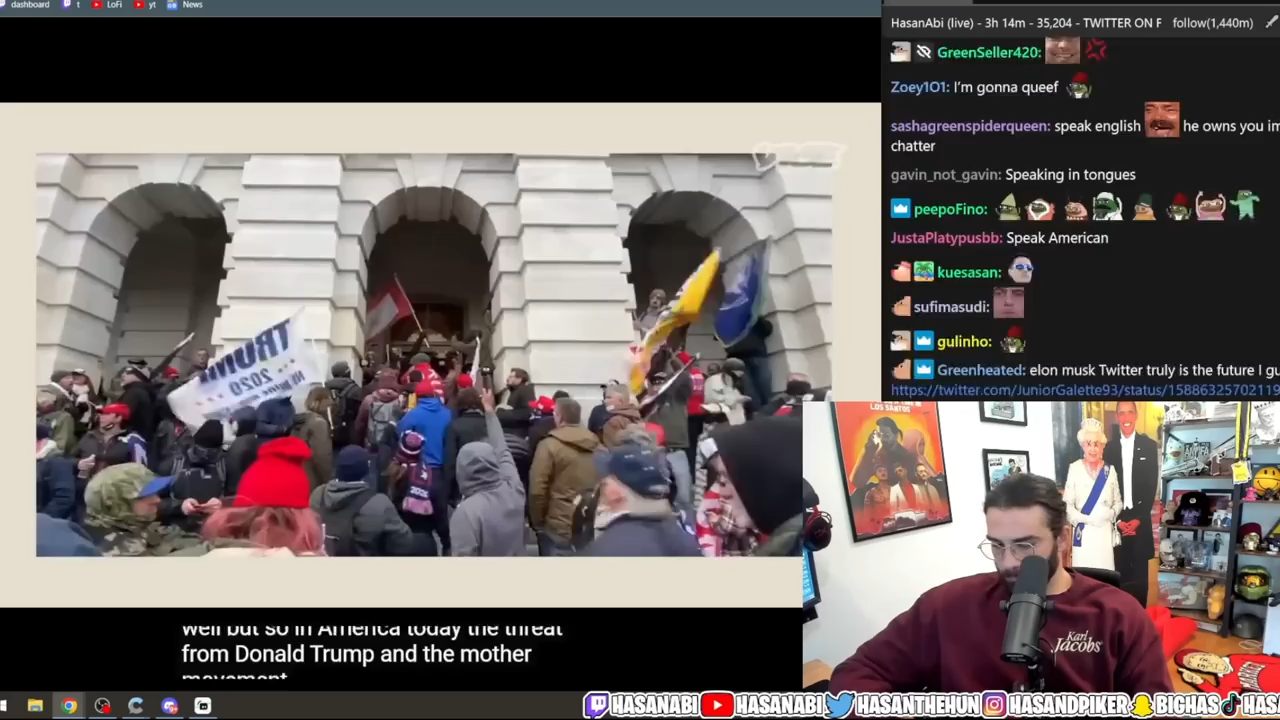 dashboard
t
LoFi
yt
News
HasanAbi (live) - 3h 14m - 35,204 - TWITTER ON F
follow(1,440m)
GreenSeller420:
Zoey1O1: I'm gonna queef
sashagreenspiderqueen: speak english he owns you im
chatter
gavin_not_gavin: Speaking in tongues
peepoFino:
JustaPlatypusbb: Speak American
kuesasan:
sufimasudi:
gulinho:
Greenheated: elon musk Twitter truly is the future I gu
https://twitter.com/JuniorGalette93/status/1588632570211​9
TRUMP
2020
LOS SANTOS
Karl
Jacobs
well but so in America today the threat
from Donald Trump and the mother
movement
HASANABI
HASANABI
HASANTHEHUN
HASANDPIKER
BIGHAS
HASANA